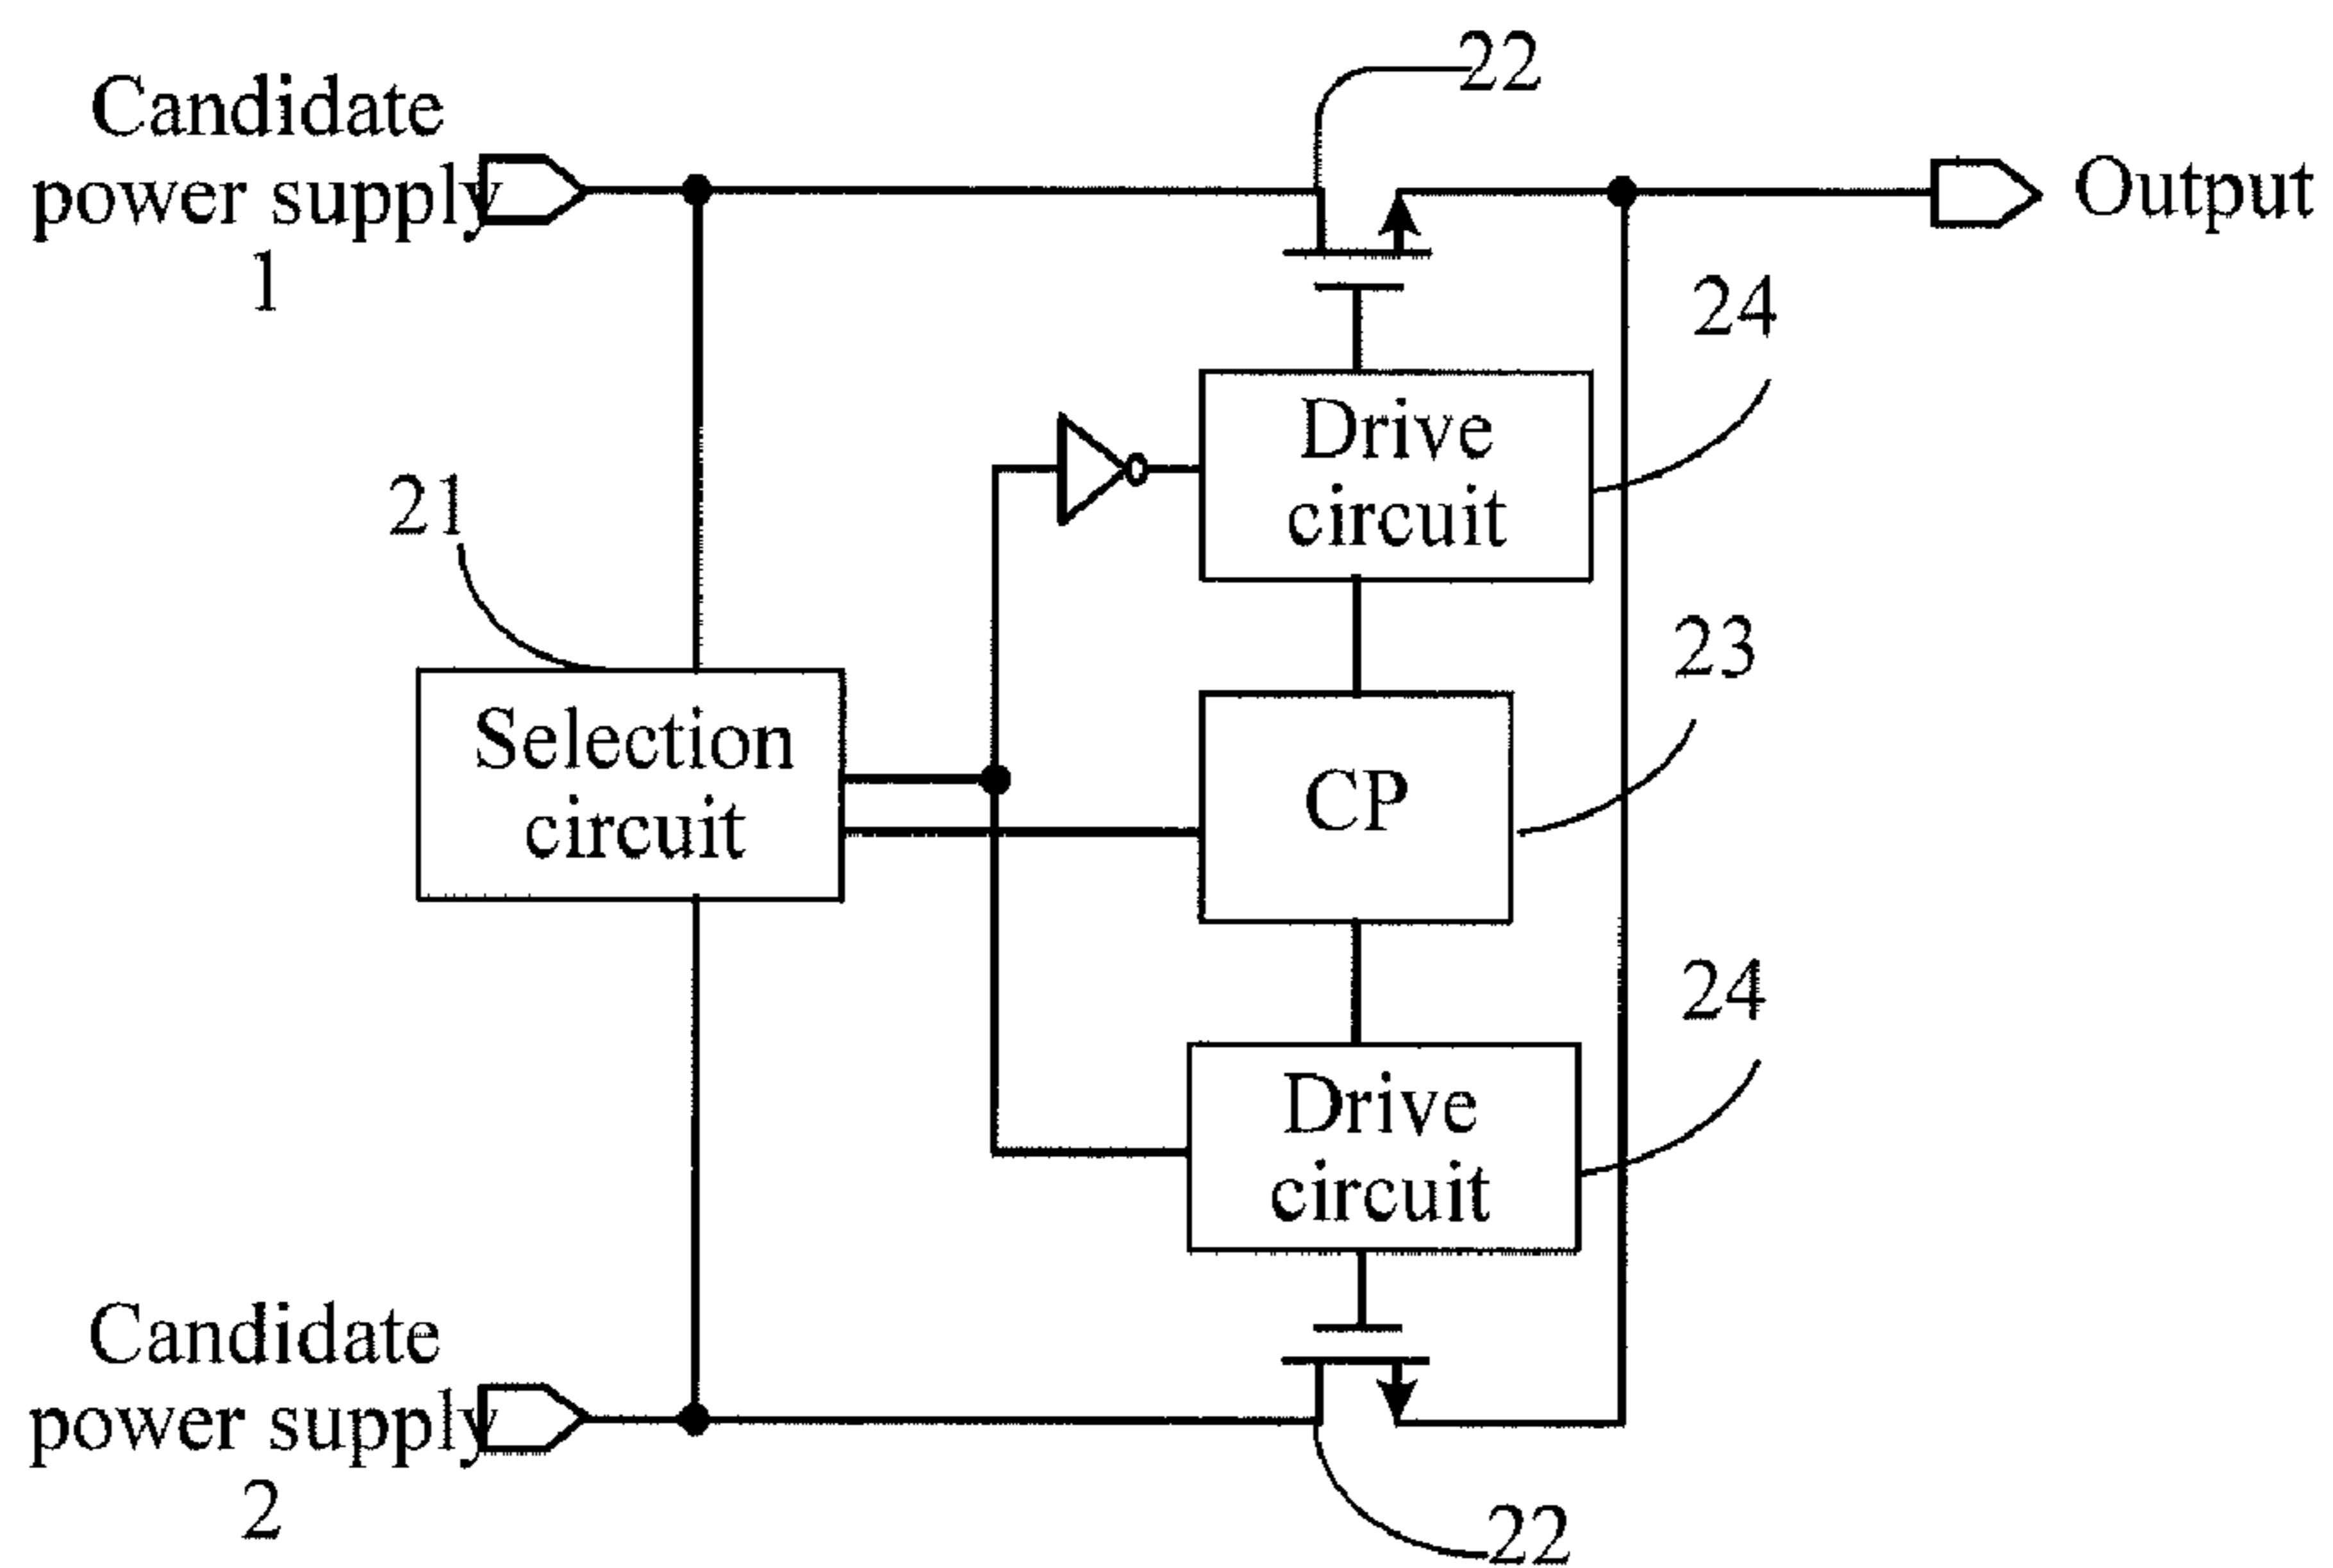 22
Candidate
power supply
1
Output
24
Drive
circuit
21
23
Selection
circuit
CP
24
Drive
circuit
Candidate
power supply
2
22